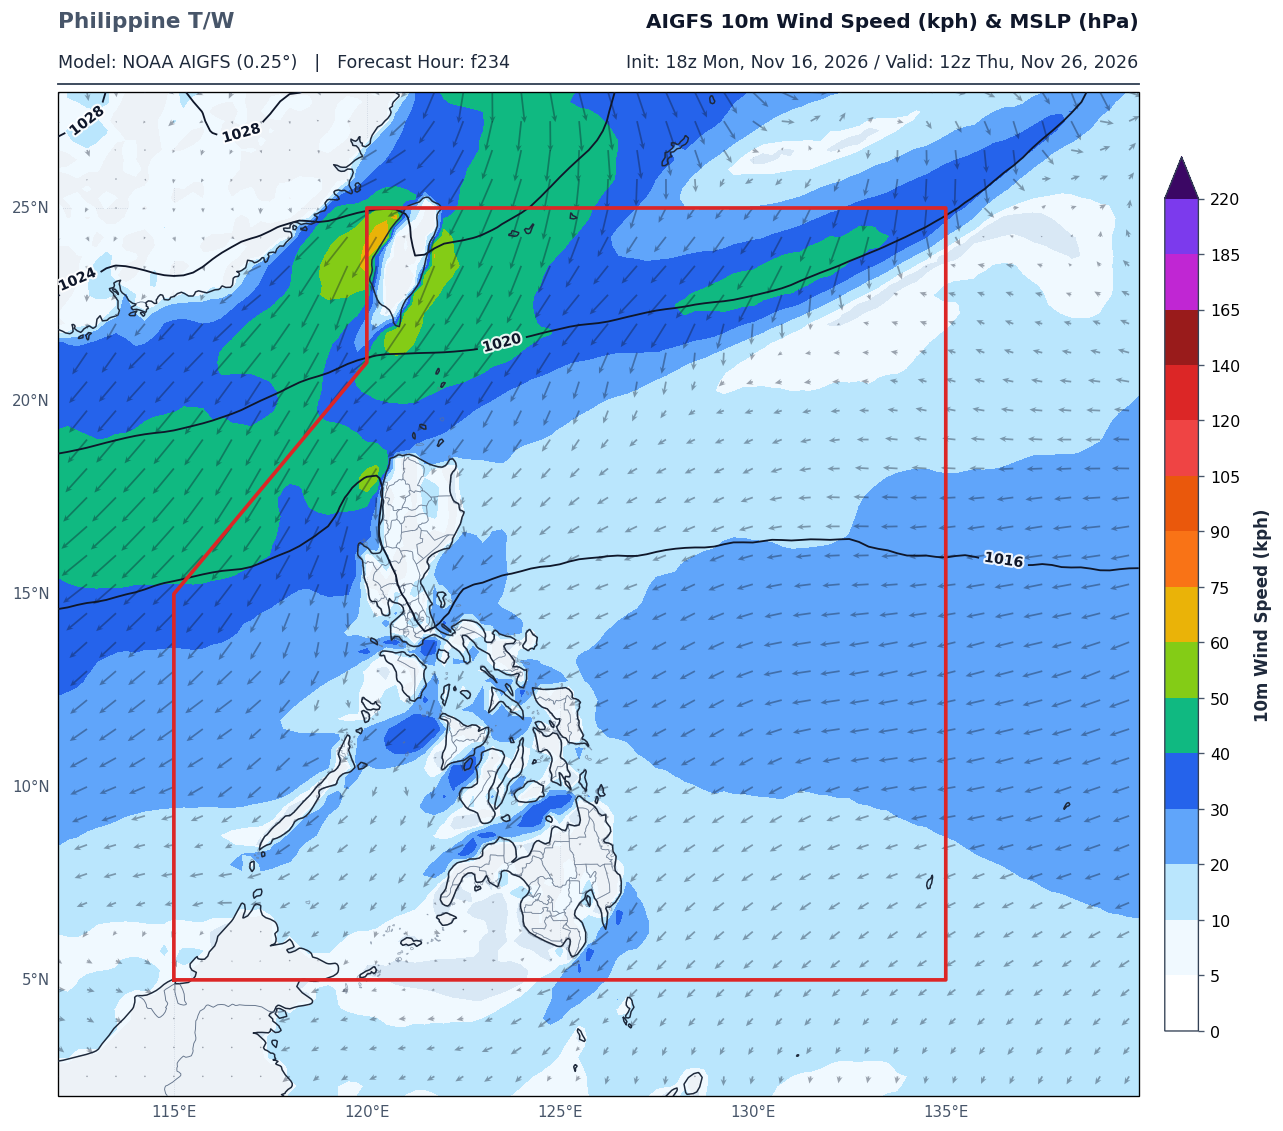 Philippine T/W
AIGFS 10m Wind Speed (kph) & MSLP (hPa)
Model: NOAA AIGFS (0.25°)   |   Forecast Hour: f234
Init: 18z Mon, Nov 16, 2026 / Valid: 12z Thu, Nov 26, 2026
1028
1028
1024
1020
1016
25°N
20°N
15°N
10°N
5°N
115°E
120°E
125°E
130°E
135°E
220
185
165
140
120
105
90
75
60
50
40
30
20
10
5
0
10m Wind Speed (kph)